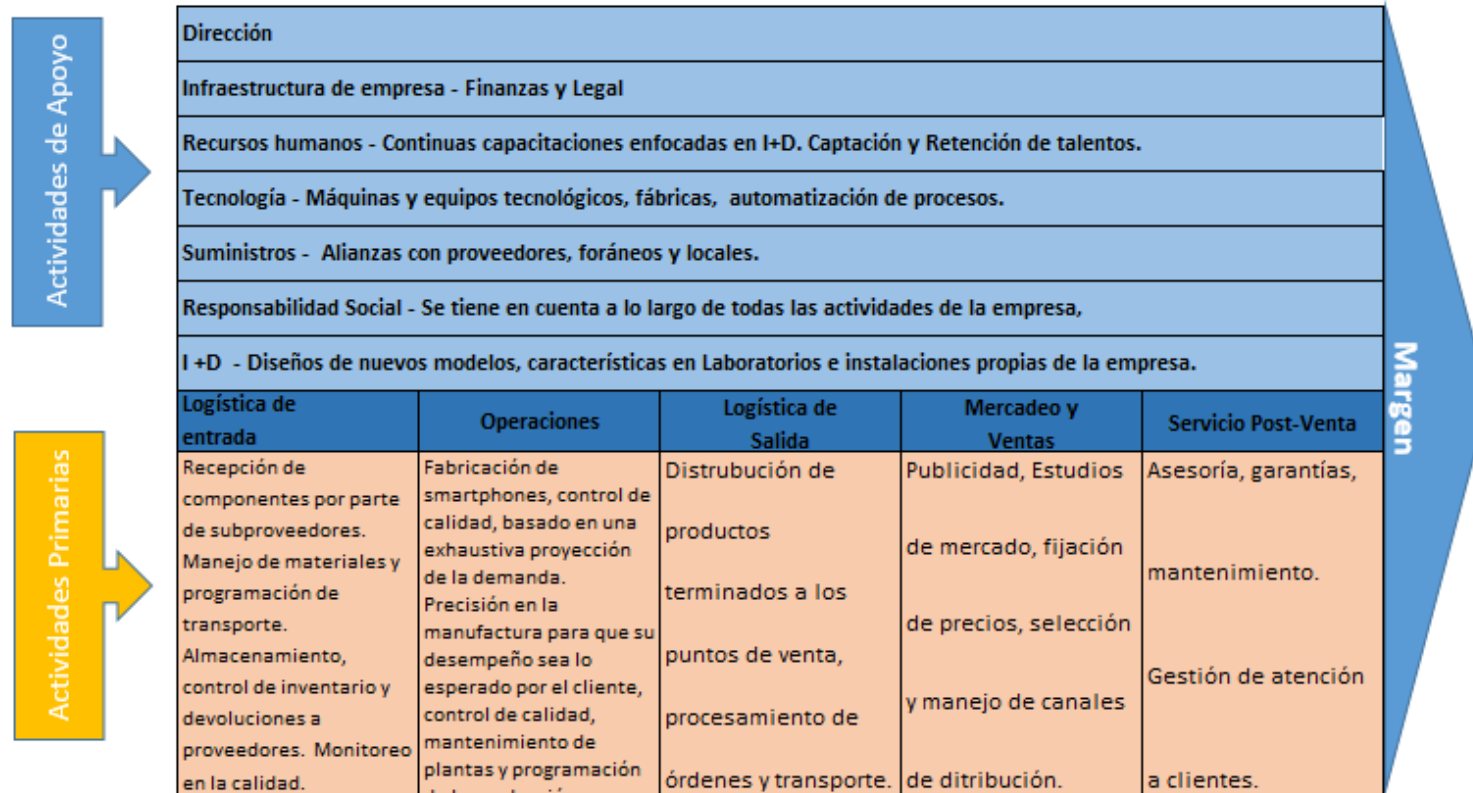 Actividades de Apoyo
Dirección
Infraestructura de empresa - Finanzas y Legal
Recursos humanos - Continuas capacitaciones enfocadas en I+D. Captación y Retención de talentos.
Tecnología - Máquinas y equipos tecnológicos, fábricas,  automatización de procesos.
Suministros -  Alianzas con proveedores, foráneos y locales.
Responsabilidad Social - Se tiene en cuenta a lo largo de todas las actividades de la empresa,
I +D  - Diseños de nuevos modelos, características en Laboratorios e instalaciones propias de la empresa.
Margen
Actividades Primarias
Logística de
entrada
Recepción de
componentes por parte
de subproveedores.
Manejo de materiales y
programación de
transporte.
Almacenamiento,
control de inventario y
devoluciones a
proveedores. Monitoreo
en la calidad.
Operaciones
Fabricación de
smartphones, control de
calidad, basado en una
exhaustiva proyección
de la demanda.
Precisión en la
manufactura para que su
desempeño sea lo
esperado por el cliente,
control de calidad,
mantenimiento de
plantas y programación
Logística de
Salida
Distrubución de
productos
terminados a los
puntos de venta,
procesamiento de
órdenes y transporte.
Mercadeo y
Ventas
Publicidad, Estudios
de mercado, fijación
de precios, selección
y manejo de canales
de ditribución.
Servicio Post-Venta
Asesoría, garantías,
mantenimiento.
Gestión de atención
a clientes.